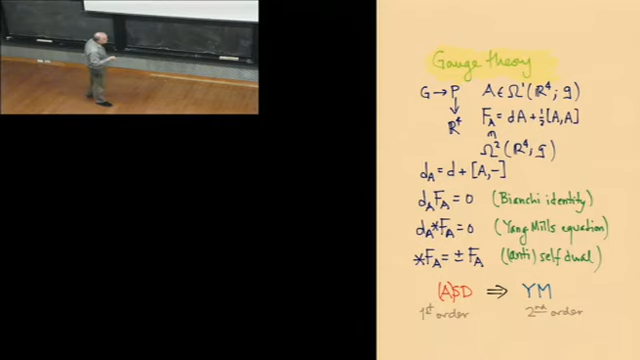 Gauge theory
G → P    A ∈ Ω¹(ℝ⁴; 𝔤)
↓    F_A = dA + ½[A,A]
ℝ⁴    ∈ Ω²(ℝ⁴; 𝔤)
d_A = d + [A,-]
d_A F_A = 0 (Bianchi identity)
d_A *F_A = 0 (Yang Mills equation)
*F_A = ± F_A ((anti) self dual)
(A)SD ⇒ YM
1st order    2nd order